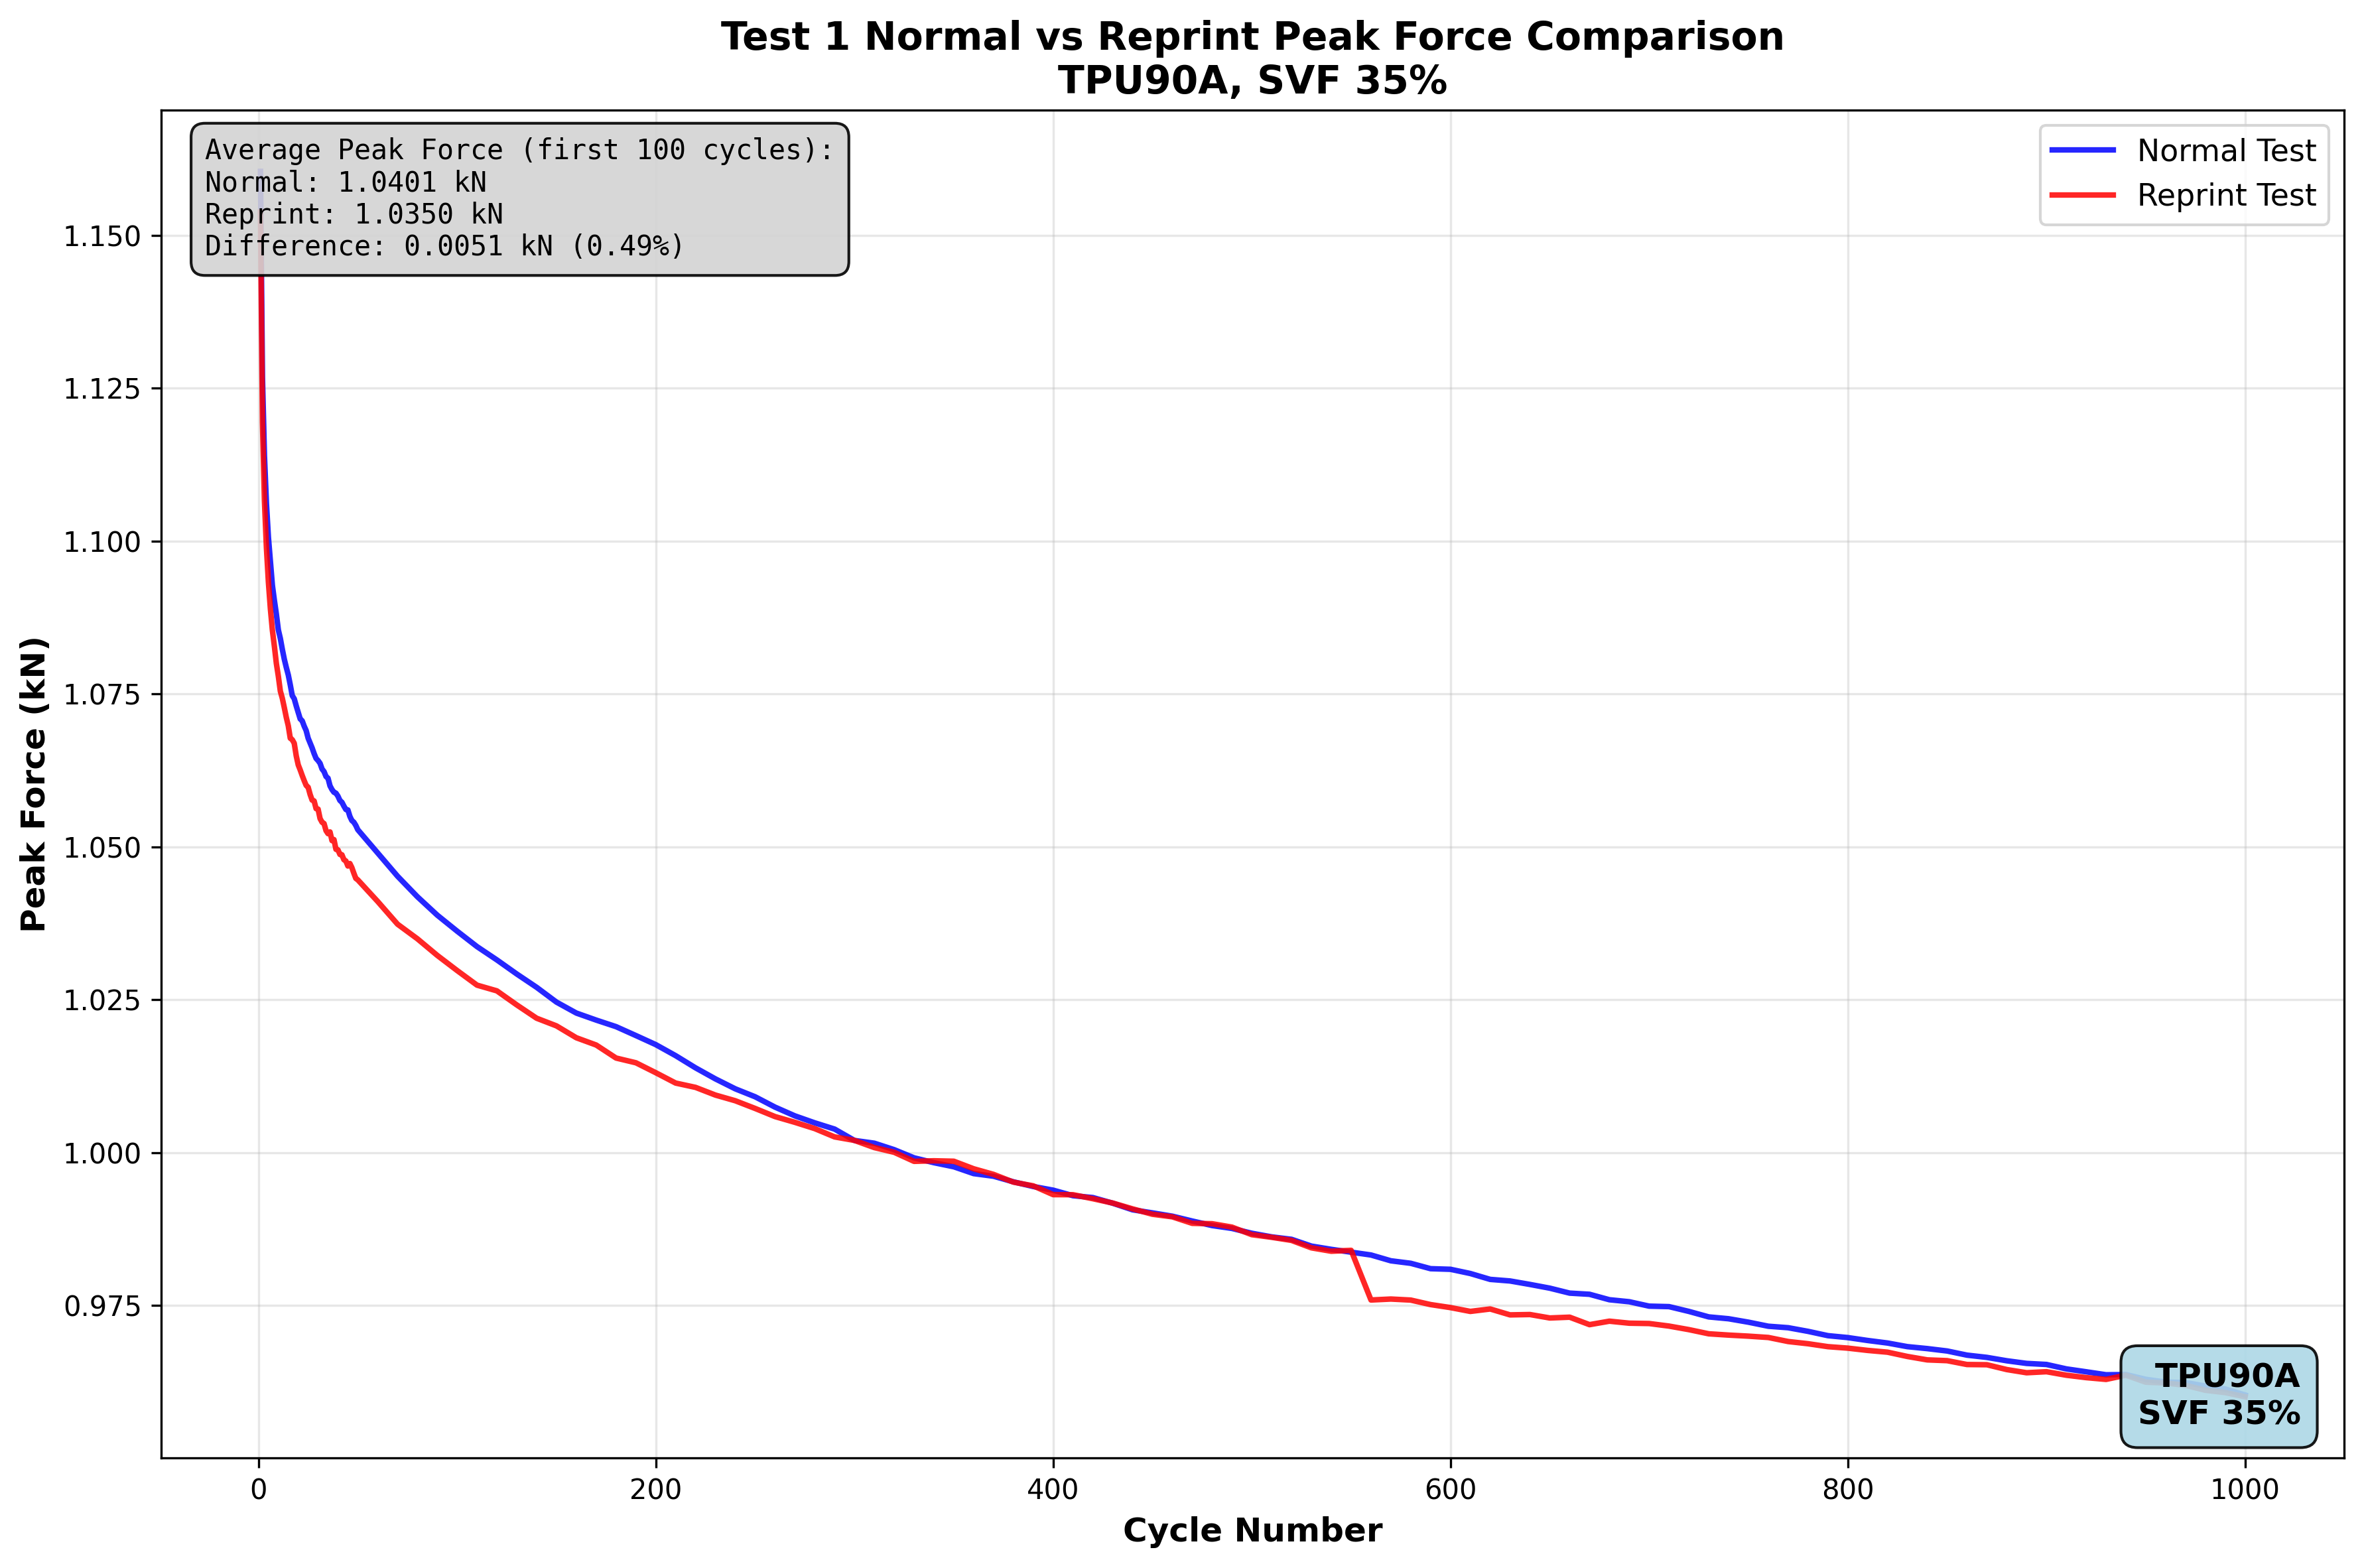 Test 1 Normal vs Reprint Peak Force Comparison
TPU90A, SVF 35%
Average Peak Force (first 100 cycles):
Normal: 1.0401 kN
Reprint: 1.0350 kN
Difference: 0.0051 kN (0.49%)
Normal Test
Reprint Test
Peak Force (kN)
1.150
1.125
1.100
1.075
1.050
1.025
1.000
0.975
TPU90A
SVF 35%
0 200 400 600 800 1000
Cycle Number